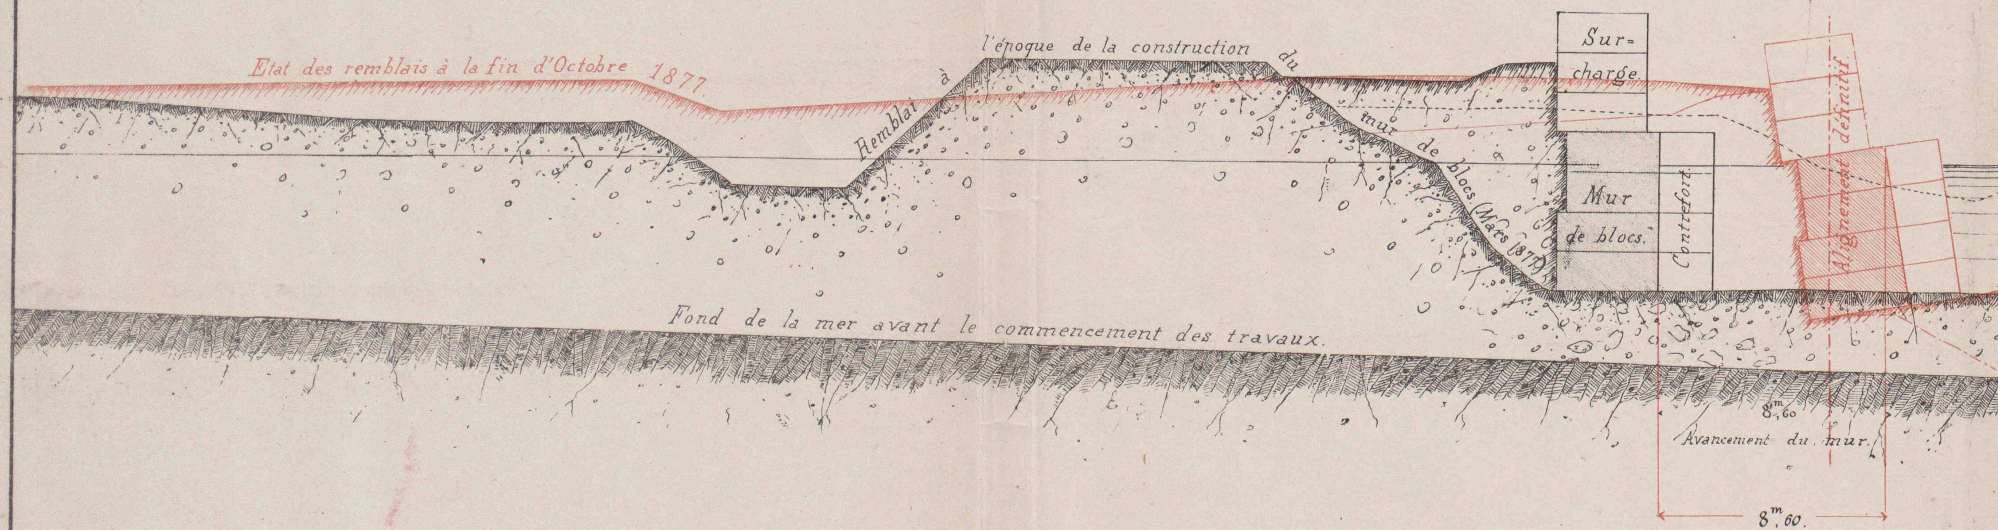 Etat des remblais à la fin d'Octobre 1877.
Remblai à l'époque de la construction du mur de blocs. (Mars 1877)
Sur=
charge.
Mur
de blocs.
Contrefort.
Alignement définitif.
Fond de la mer avant le commencement des travaux.
8m,60
Avancement du mur.
8m,60.